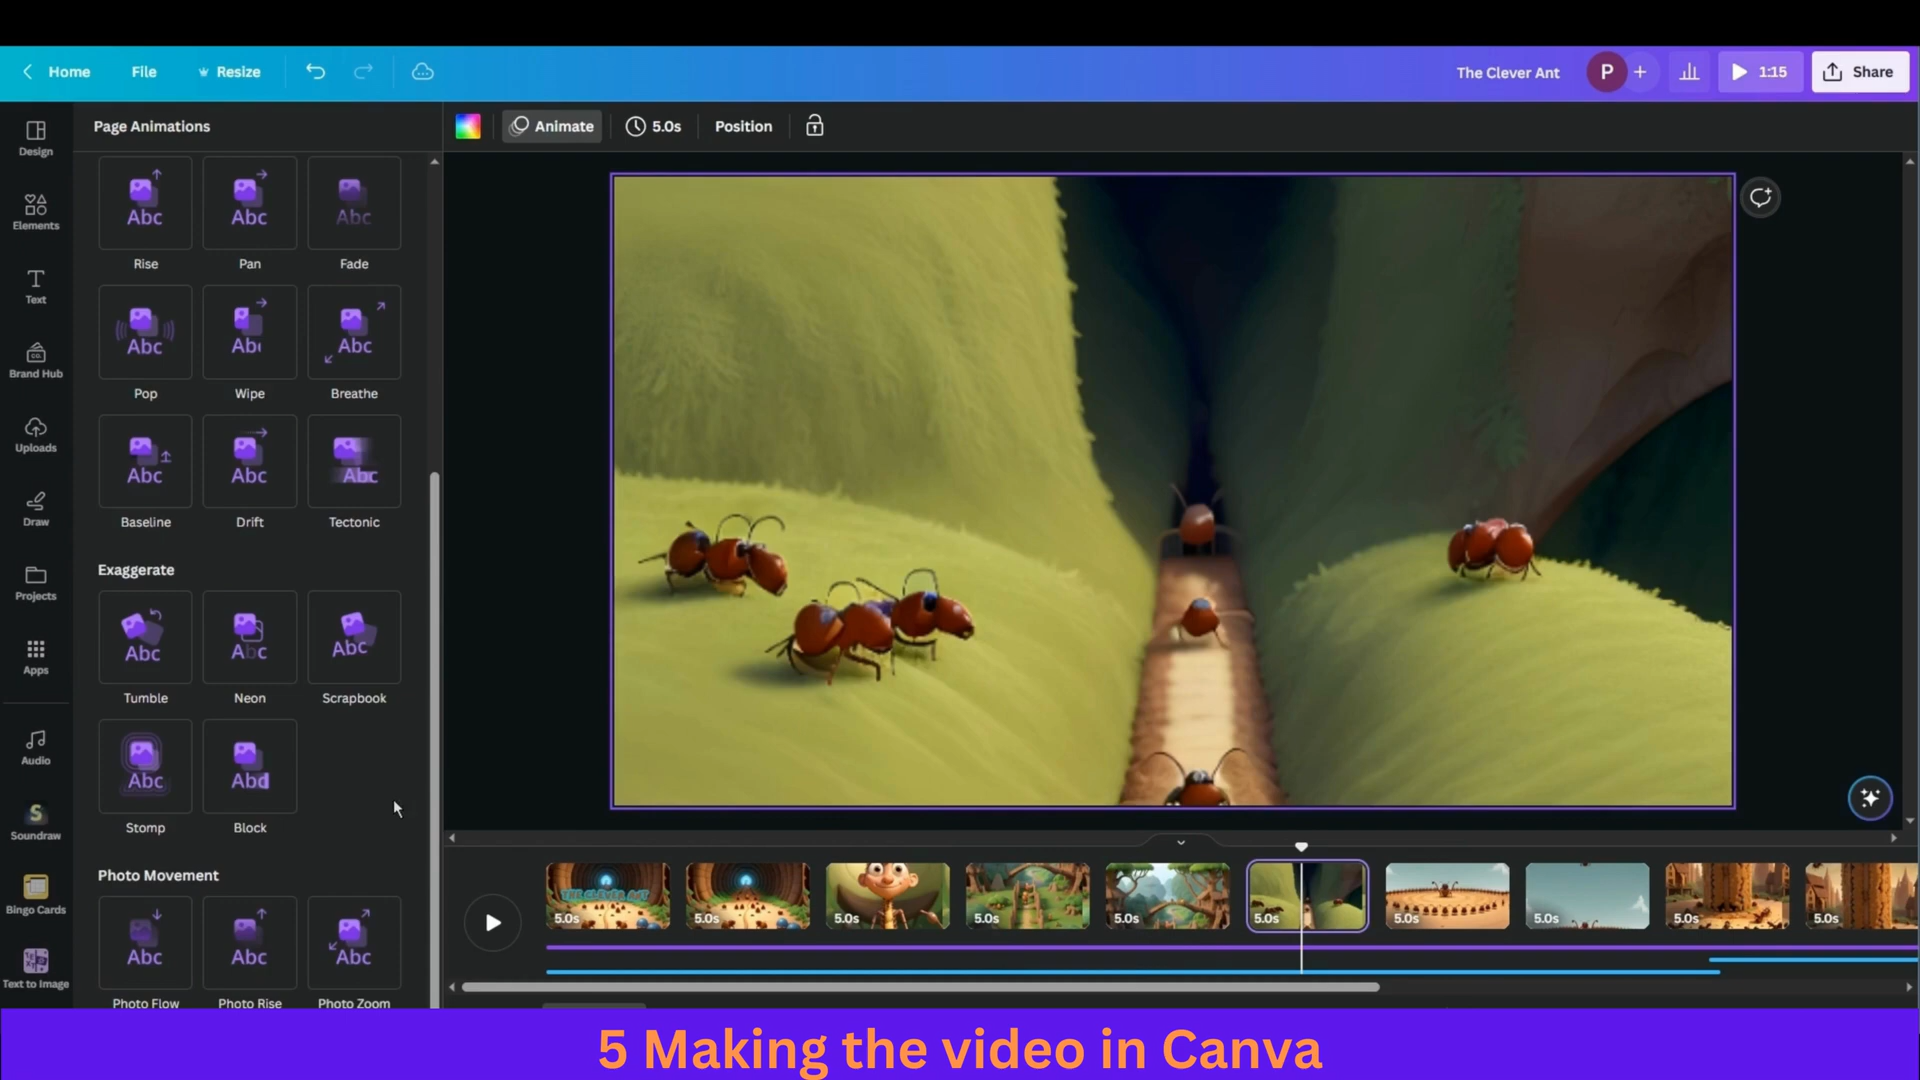 Home File Resize The Clever Ant P 1:15 Share
Design
Elements
Text
Brand Hub
Uploads
Draw
Projects
Apps
Audio
Soundraw
Bingo Cards
Text to Image
Page Animations
Animate 5.0s Position
Abc Abc Abc
Rise Pan Fade
Abc Abc Abc
Pop Wipe Breathe
Abc Abc Abc
Baseline Drift Tectonic
Exaggerate
Abc Abc Abc
Tumble Neon Scrapbook
Abc Abc
Stomp Block
Photo Movement
Abc Abc Abc
Photo Flow Photo Rise Photo Zoom
THE CLEVER ANT
5.0s 5.0s 5.0s 5.0s 5.0s 5.0s 5.0s 5.0s 5.0s 5.0s
5 Making the video in Canva